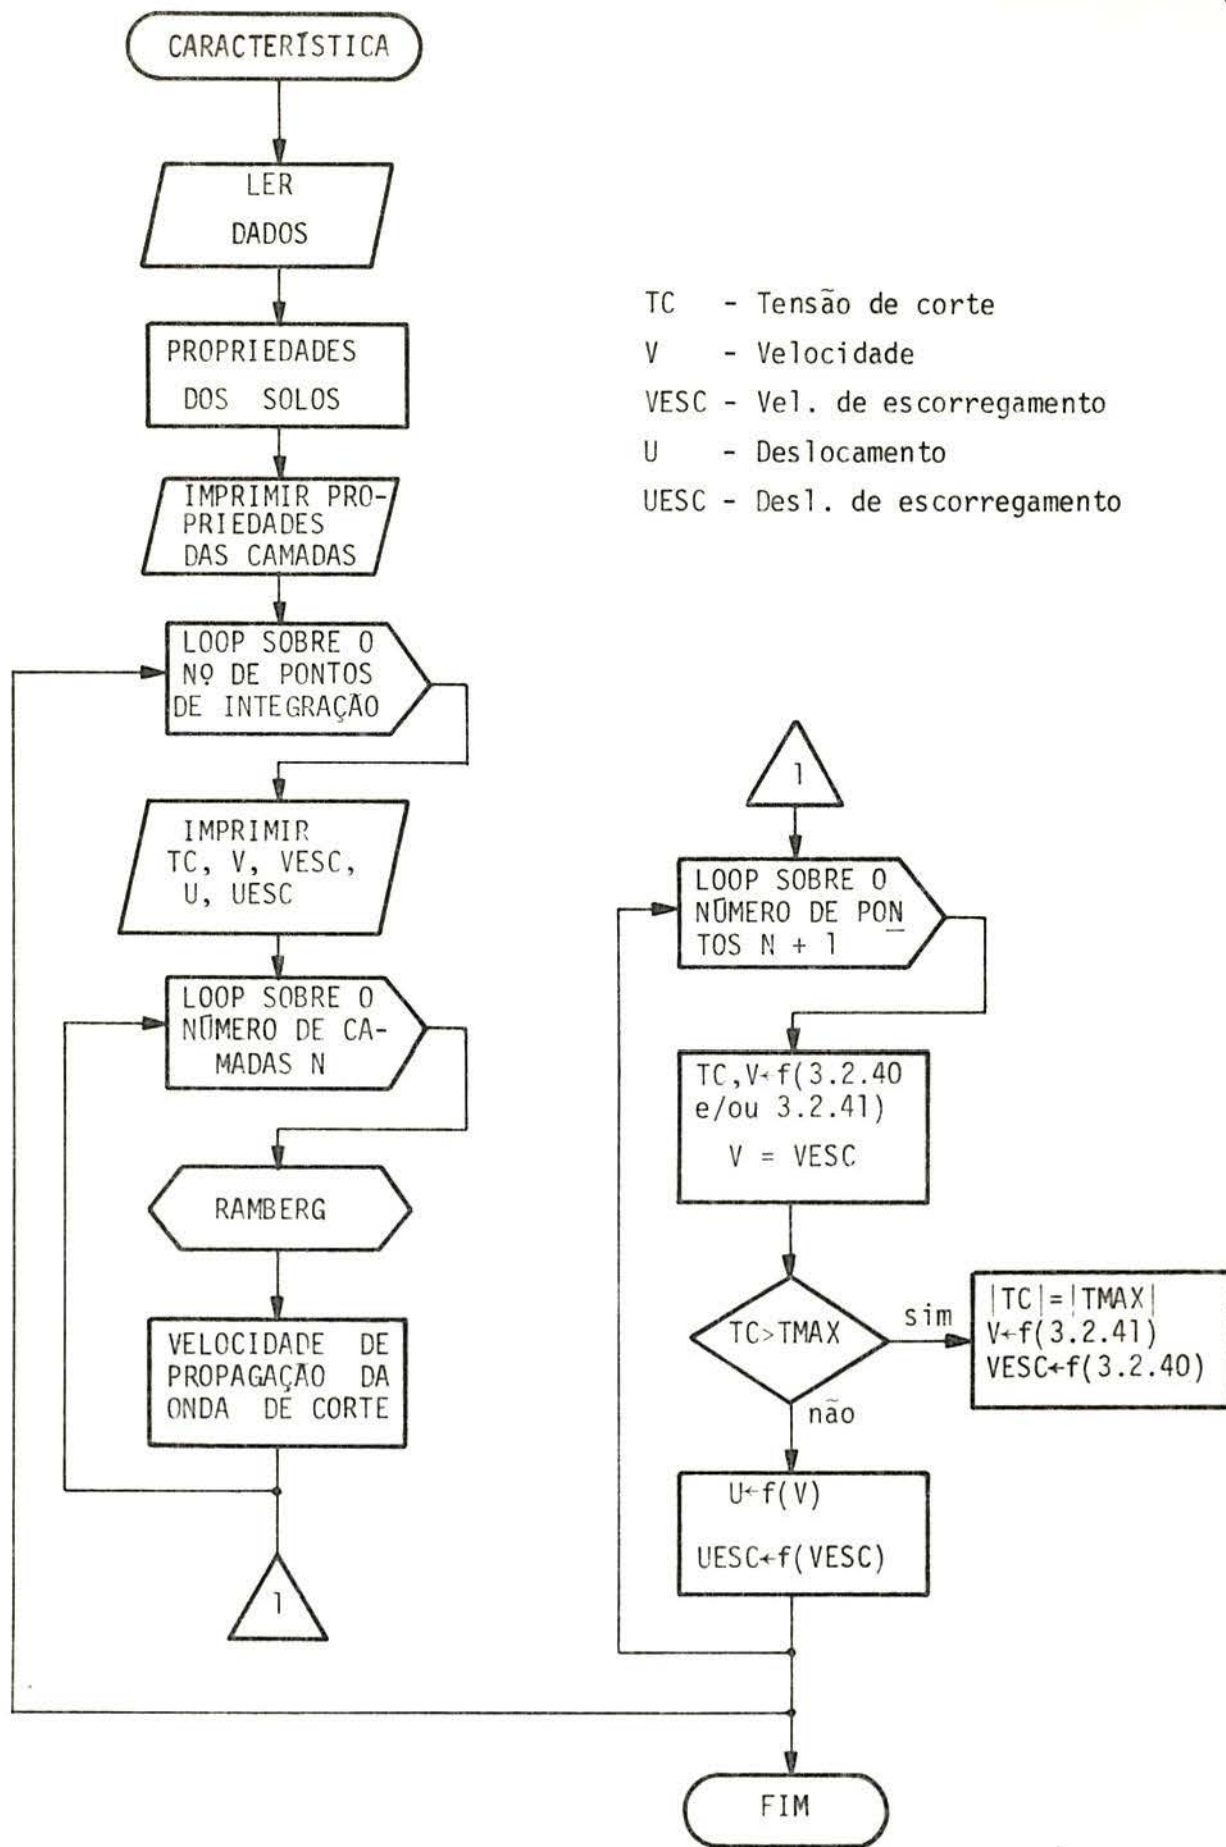 CARACTERÍSTICA
LER
DADOS
PROPRIEDADES
DOS SOLOS
IMPRIMIR PRO-
PRIEDADES
DAS CAMADAS
LOOP SOBRE O
Nº DE PONTOS
DE INTEGRAÇÃO
IMPRIMIR
TC, V, VESC,
U, UESC
LOOP SOBRE O
NÚMERO DE CA-
MADAS N
RAMBERG
VELOCIDADE DE
PROPAGAÇÃO DA
ONDA DE CORTE
1
TC - Tensão de corte
V - Velocidade
VESC - Vel. de escorregamento
U - Deslocamento
UESC - Desl. de escorregamento
1
LOOP SOBRE O
NÚMERO DE PON
TOS N + 1
TC,V←f(3.2.40
e/ou 3.2.41)
V = VESC
TC>TMAX
sim
|TC|=|TMAX|
V←f(3.2.41)
VESC←f(3.2.40)
não
U←f(V)
UESC←f(VESC)
FIM